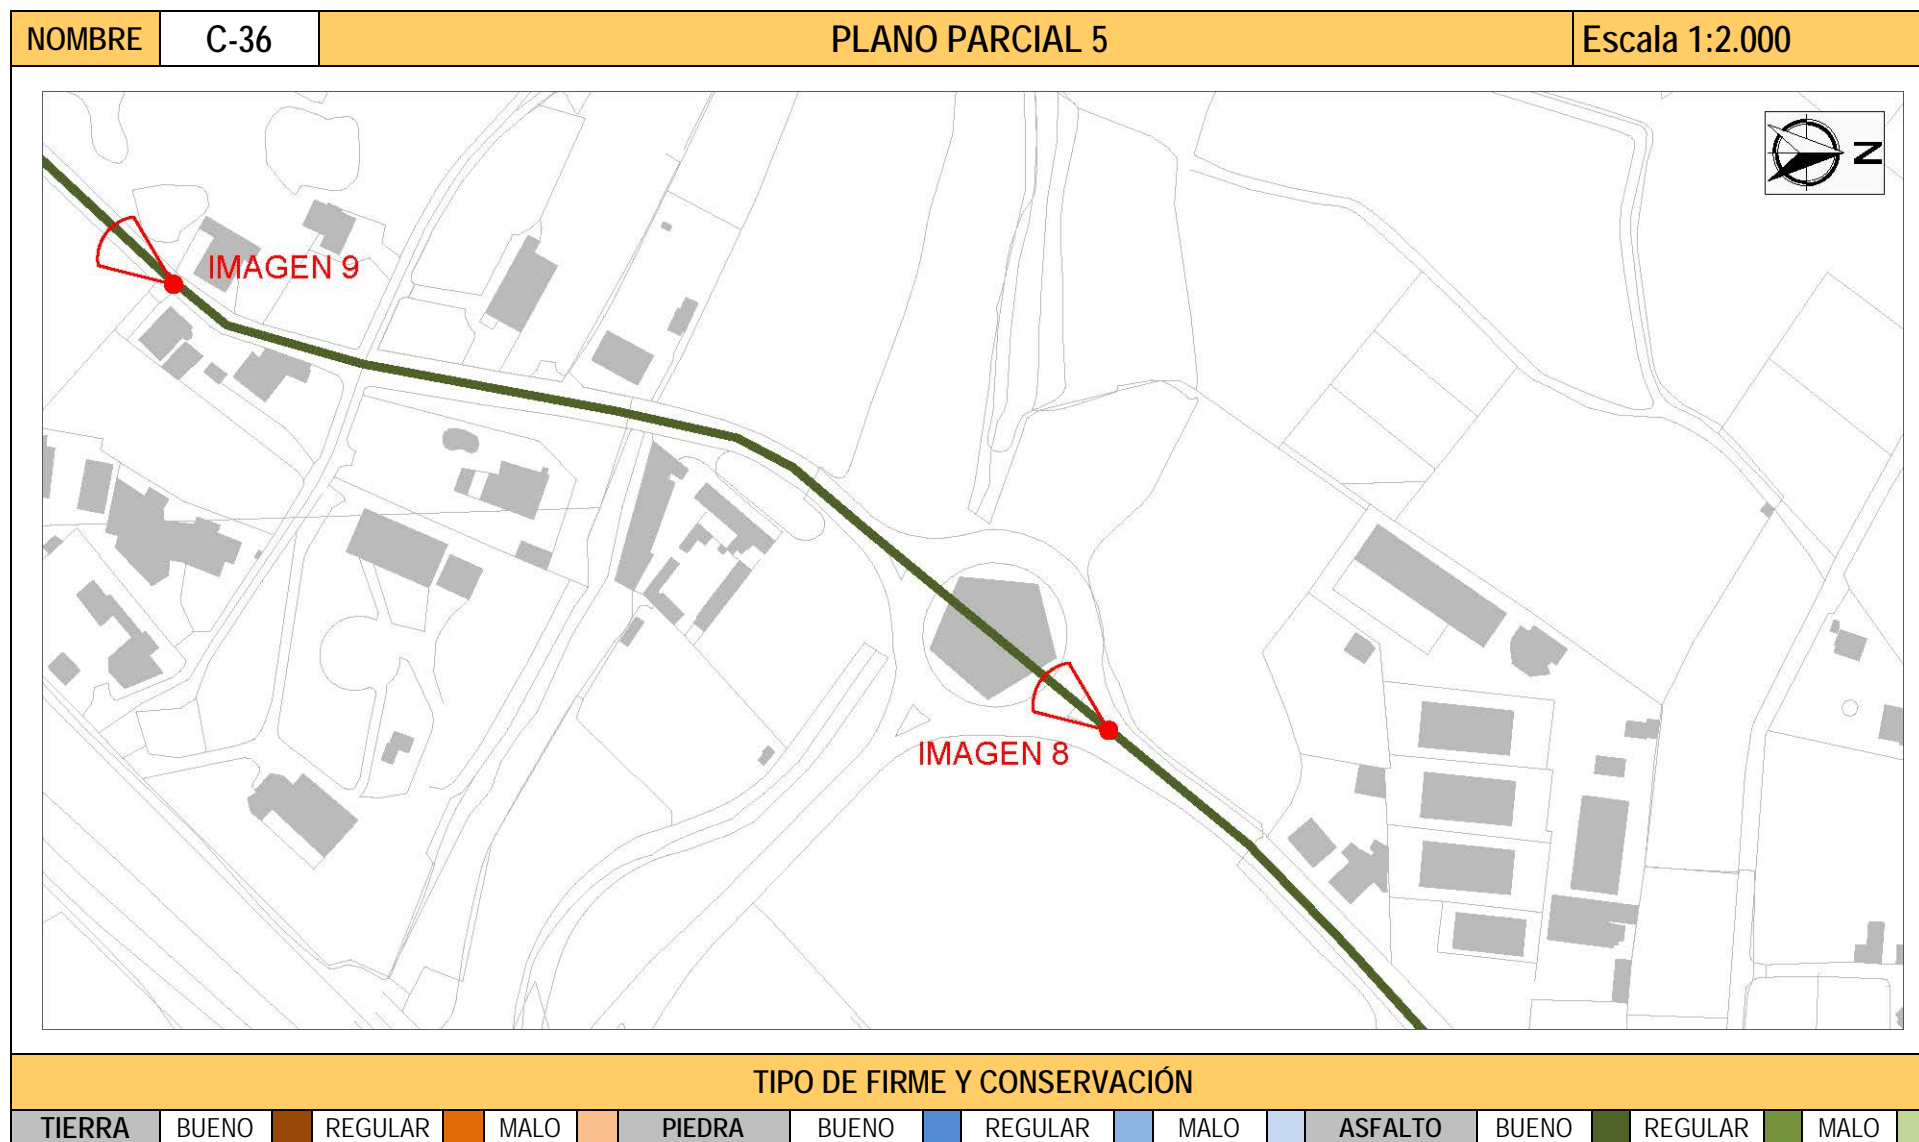 NOMBRE C-36 PLANO PARCIAL 5 Escala 1:2.000
N
IMAGEN 9
IMAGEN 8
TIPO DE FIRME Y CONSERVACIÓN
TIERRA BUENO REGULAR MALO PIEDRA BUENO REGULAR MALO ASFALTO BUENO REGULAR MALO